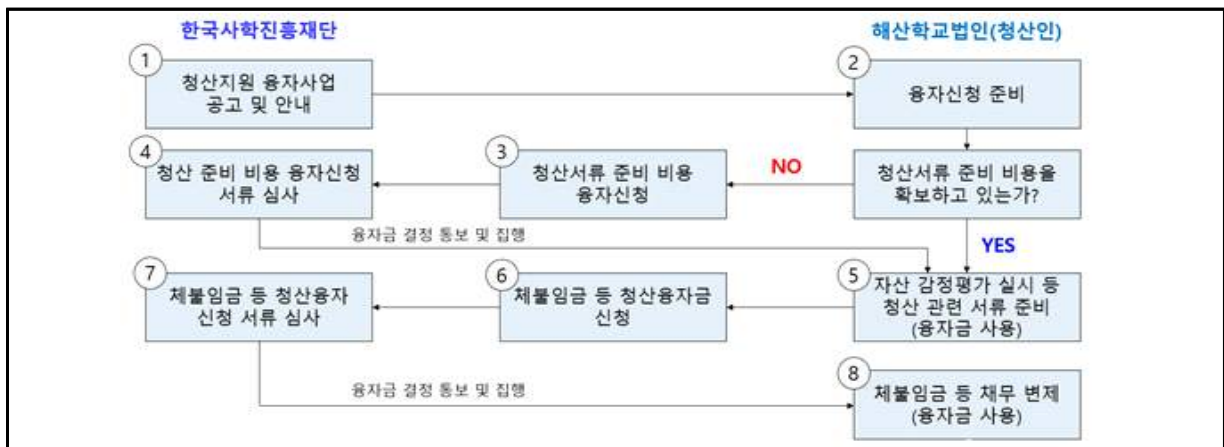 한국사학진흥재단
해산학교법인(청산인)
1
청산지원 융자사업
공고 및 안내
2
융자신청 준비
4
청산 준비 비용 융자신청
서류 심사
3
청산서류 준비 비용
융자신청
NO
청산서류 준비 비용을
확보하고 있는가?
융자금 결정 통보 및 집행
YES
7
체불임금 등 청산융자
신청 서류 심사
6
체불임금 등 청산융자금
신청
5
자산 감정평가 실시 등
청산 관련 서류 준비
(융자금 사용)
융자금 결정 통보 및 집행
8
체불임금 등 채무 변제
(융자금 사용)